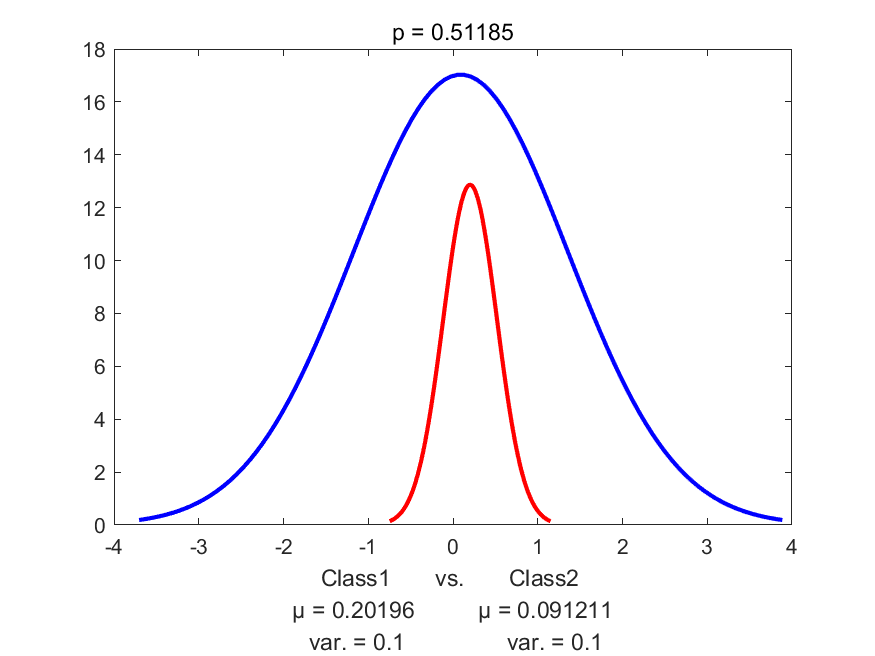 p = 0.51185
18
16
14
12
10
8
6
4
2
0
-4 -3 -2 -1 0 1 2 3 4
Class1 vs. Class2
μ = 0.20196 μ = 0.091211
var. = 0.1 var. = 0.1